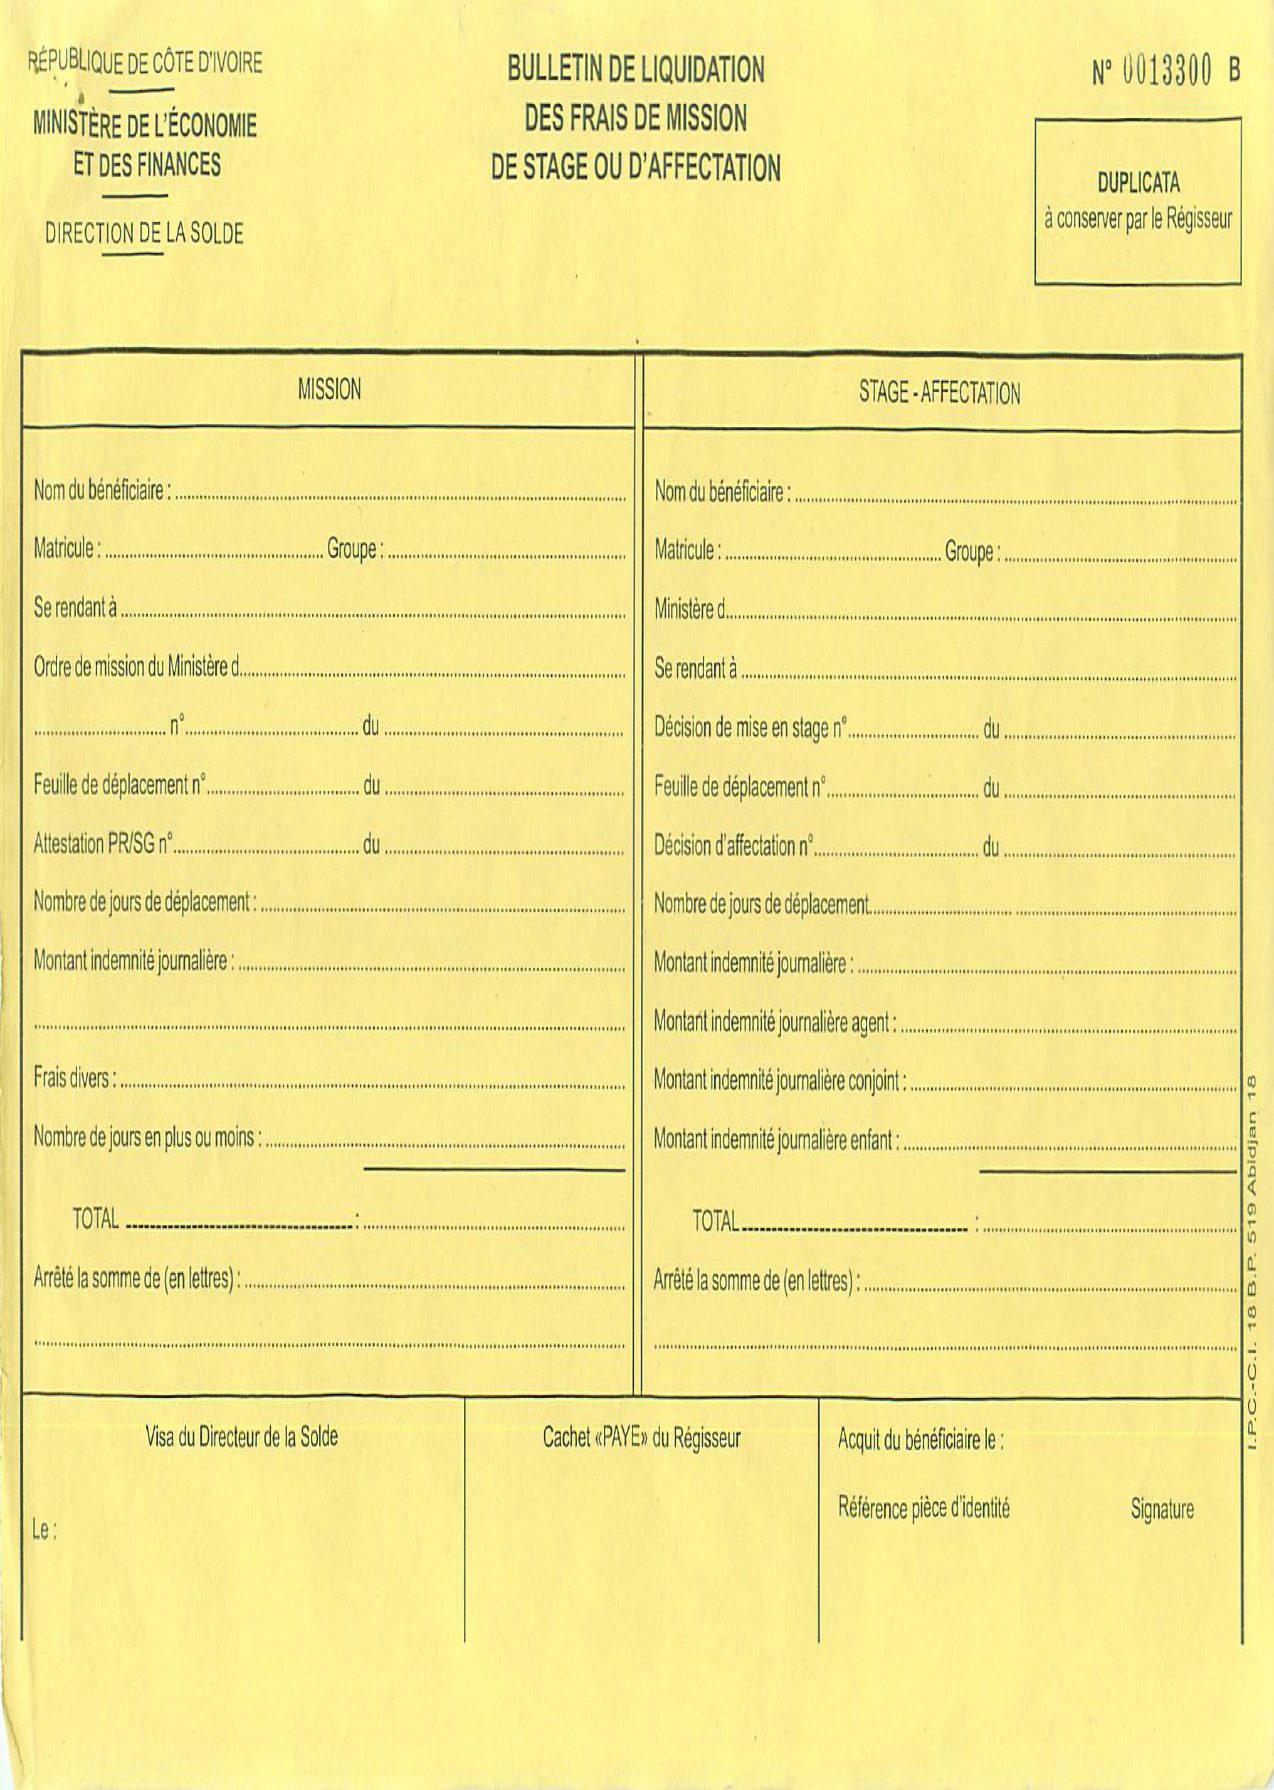 RÉPUBLIQUE DE CÔTE D'IVOIRE
MINISTÈRE DE L'ÉCONOMIE
ET DES FINANCES
DIRECTION DE LA SOLDE
BULLETIN DE LIQUIDATION
DES FRAIS DE MISSION
DE STAGE OU D'AFFECTATION
N° 0013300 B
DUPLICATA
à conserver par le Régisseur
MISSION
Nom du bénéficiaire :
Matricule : Groupe :
Se rendant à
Ordre de mission du Ministère d
n° du
Feuille de déplacement n° du
Attestation PR/SG n° du
Nombre de jours de déplacement :
Montant indemnité journalière :
Frais divers :
Nombre de jours en plus ou moins :
TOTAL :
Arrêté la somme de (en lettres) :
STAGE - AFFECTATION
Nom du bénéficiaire :
Matricule : Groupe :
Ministère d
Se rendant à
Décision de mise en stage n° du
Feuille de déplacement n° du
Décision d'affectation n° du
Nombre de jours de déplacement
Montant indemnité journalière :
Montant indemnité journalière agent :
Montant indemnité journalière conjoint :
Montant indemnité journalière enfant :
TOTAL :
Arrêté la somme de (en lettres) :
Visa du Directeur de la Solde
Le :
Cachet «PAYE» du Régisseur
Acquit du bénéficiaire le :
Référence pièce d'identité Signature
I.P.C.-C.I. 18 B.P. 519 Abidjan 18